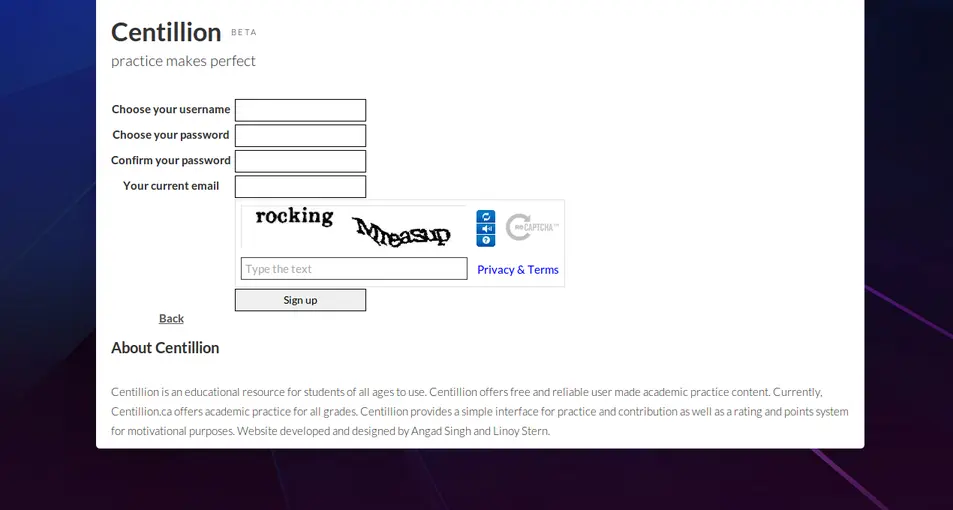 Centillion BETA
practice makes perfect
Choose your username
Choose your password
Confirm your password
Your current email
rocking
Type the text
Privacy & Terms
Sign up
Back
About Centillion
Centillion is an educational resource for students of all ages to use. Centillion offers free and reliable user made academic practice content. Currently,
Centillion.ca offers academic practice for all grades. Centillion provides a simple interface for practice and contribution as well as a rating and points system
for motivational purposes. Website developed and designed by Angad Singh and Linoy Stern.